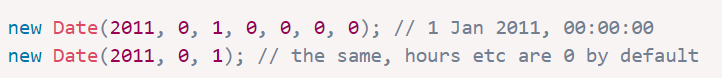 new Date(2011, 0, 1, 0, 0, 0, 0); // 1 Jan 2011, 00:00:00
new Date(2011, 0, 1); // the same, hours etc are 0 by default